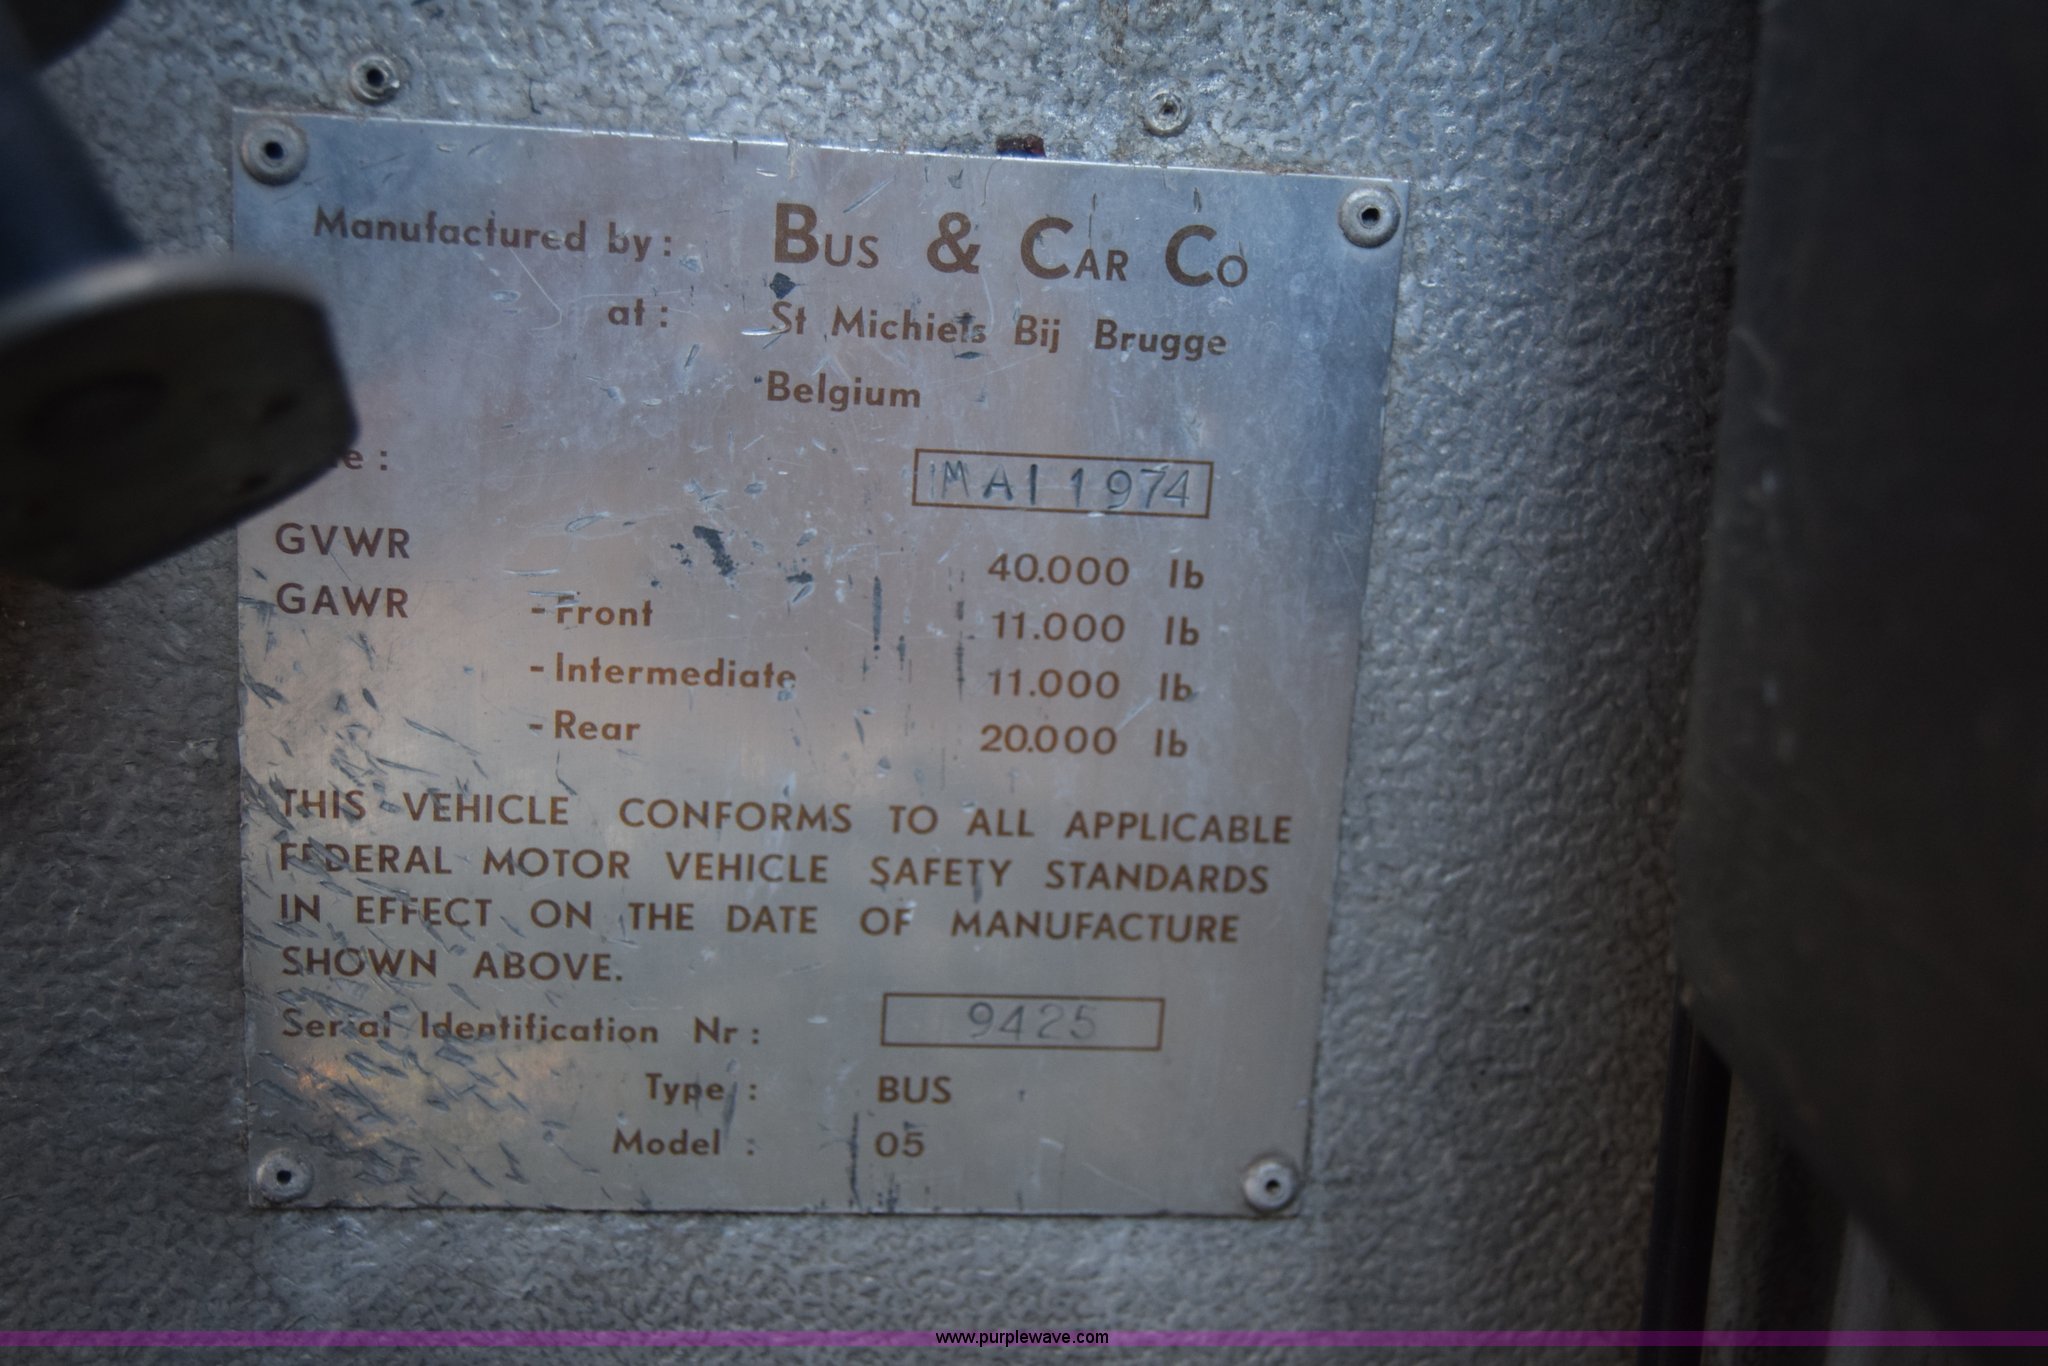 Manufactured by: BUS & CAR CO
at: St Michiels Bij Brugge
Belgium
MAI 1974
GVWR 40.000 lb
GAWR - Front 11.000 lb
- Intermediate 11.000 lb
- Rear 20.000 lb
THIS VEHICLE CONFORMS TO ALL APPLICABLE
FEDERAL MOTOR VEHICLE SAFETY STANDARDS
IN EFFECT ON THE DATE OF MANUFACTURE
SHOWN ABOVE.
Serial Identification Nr: 9425
Type: BUS
Model: 05
www.purplewave.com